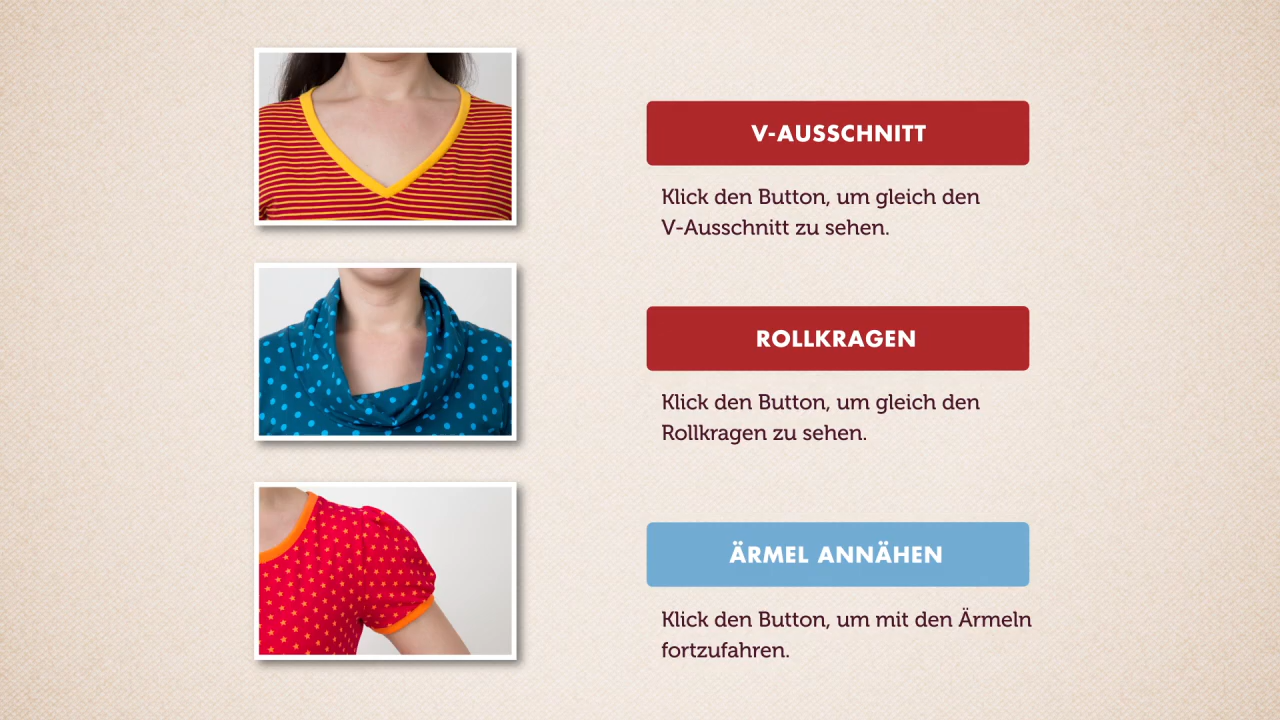 V-AUSSCHNITT
Klick den Button, um gleich den
V-Ausschnitt zu sehen.
ROLLKRAGEN
Klick den Button, um gleich den
Rollkragen zu sehen.
ÄRMEL ANNÄHEN
Klick den Button, um mit den Ärmeln
fortzufahren.